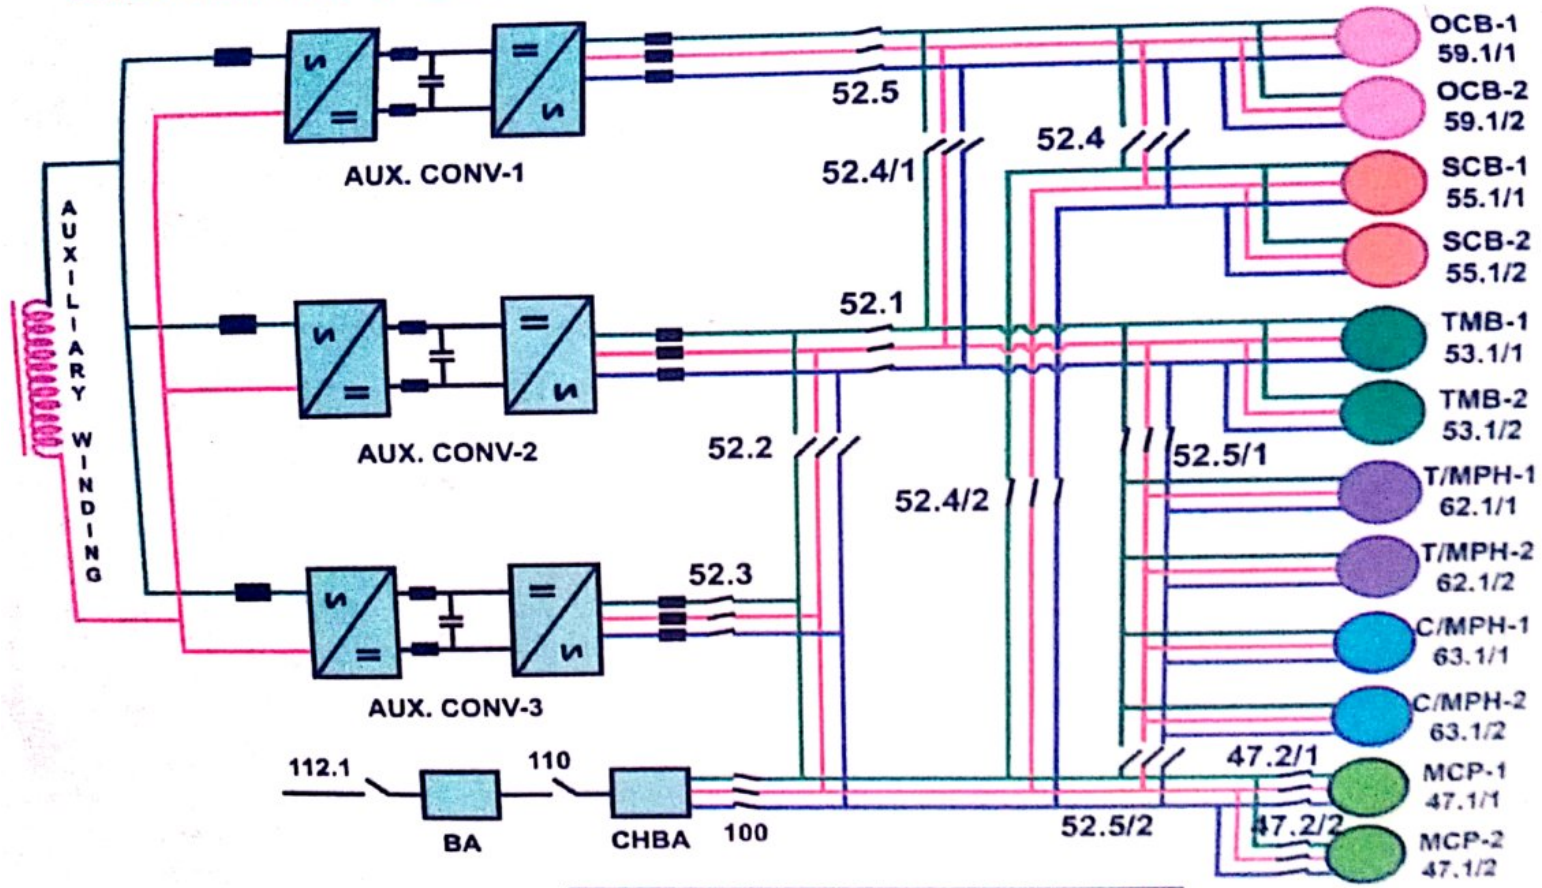 OCB-1
59.1/1
OCB-2
59.1/2
52.5
52.4
AUX. CONV-1
52.4/1
SCB-1
55.1/1
SCB-2
55.1/2
AUXILIARY WINDING
52.1
TMB-1
53.1/1
TMB-2
53.1/2
AUX. CONV-2
52.2
52.5/1
52.4/2
T/MPH-1
62.1/1
T/MPH-2
62.1/2
52.3
C/MPH-1
63.1/1
AUX. CONV-3
C/MPH-2
63.1/2
112.1
110
47.2/1
MCP-1
47.1/1
BA
CHBA
100
52.5/2
47.2/2
MCP-2
47.1/2